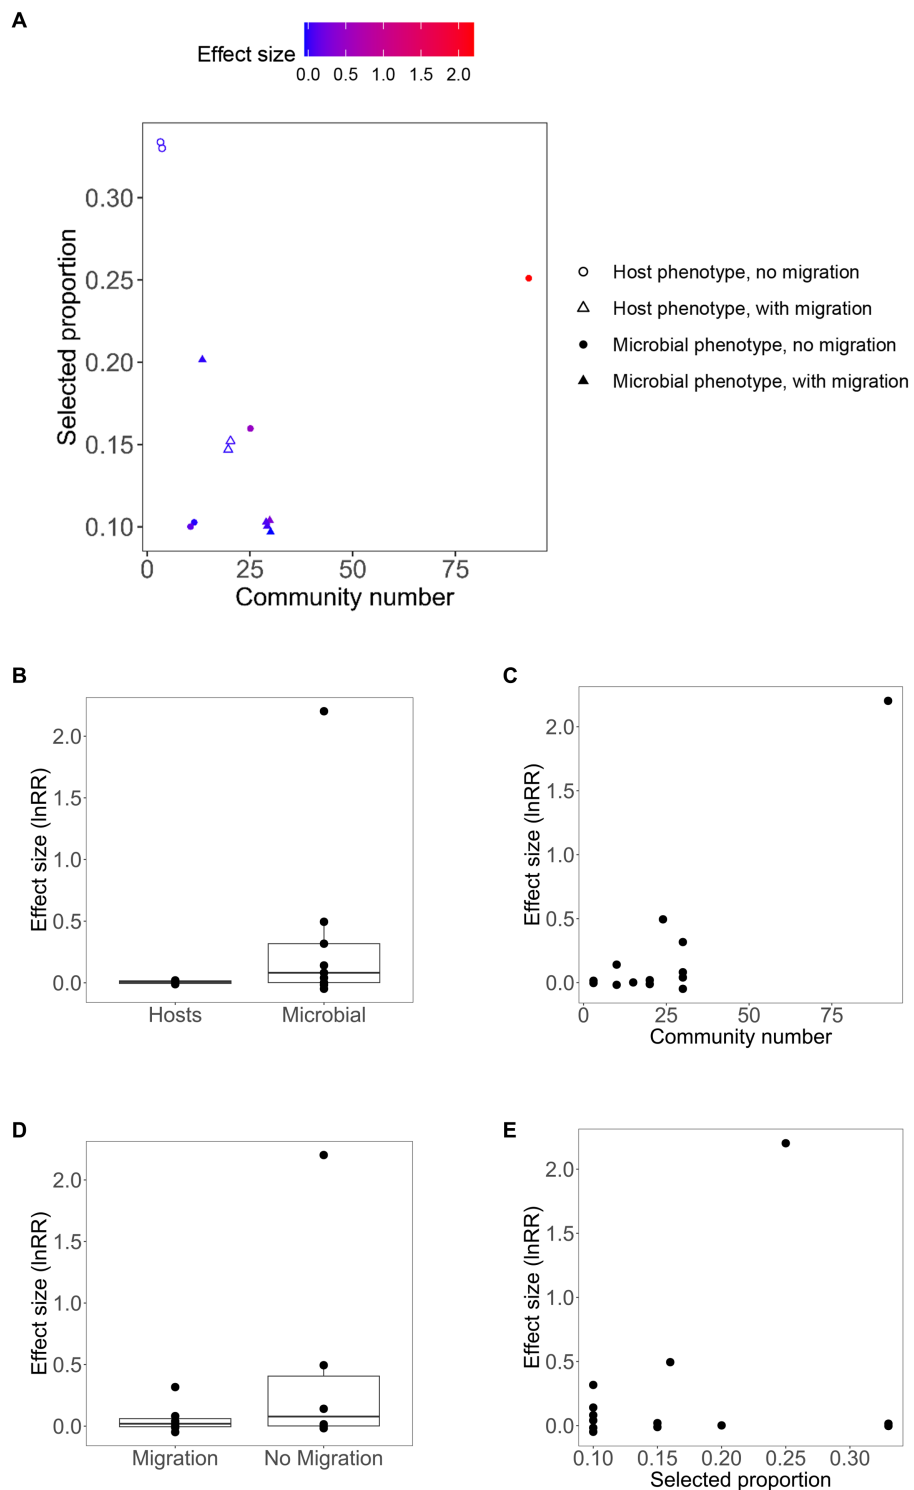 A
Effect size
0.0 0.5 1.0 1.5 2.0
Selected proportion
0.30
0.25
0.20
0.15
0.10
0 25 50 75
Community number
Host phenotype, no migration
Host phenotype, with migration
Microbial phenotype, no migration
Microbial phenotype, with migration
B
Effect size (lnRR)
2.0
1.5
1.0
0.5
0.0
Hosts Microbial
C
Effect size (lnRR)
2.0
1.5
1.0
0.5
0.0
0 25 50 75
Community number
D
Effect size (lnRR)
2.0
1.5
1.0
0.5
0.0
Migration No Migration
E
Effect size (lnRR)
2.0
1.5
1.0
0.5
0.0
0.10 0.15 0.20 0.25 0.30
Selected proportion